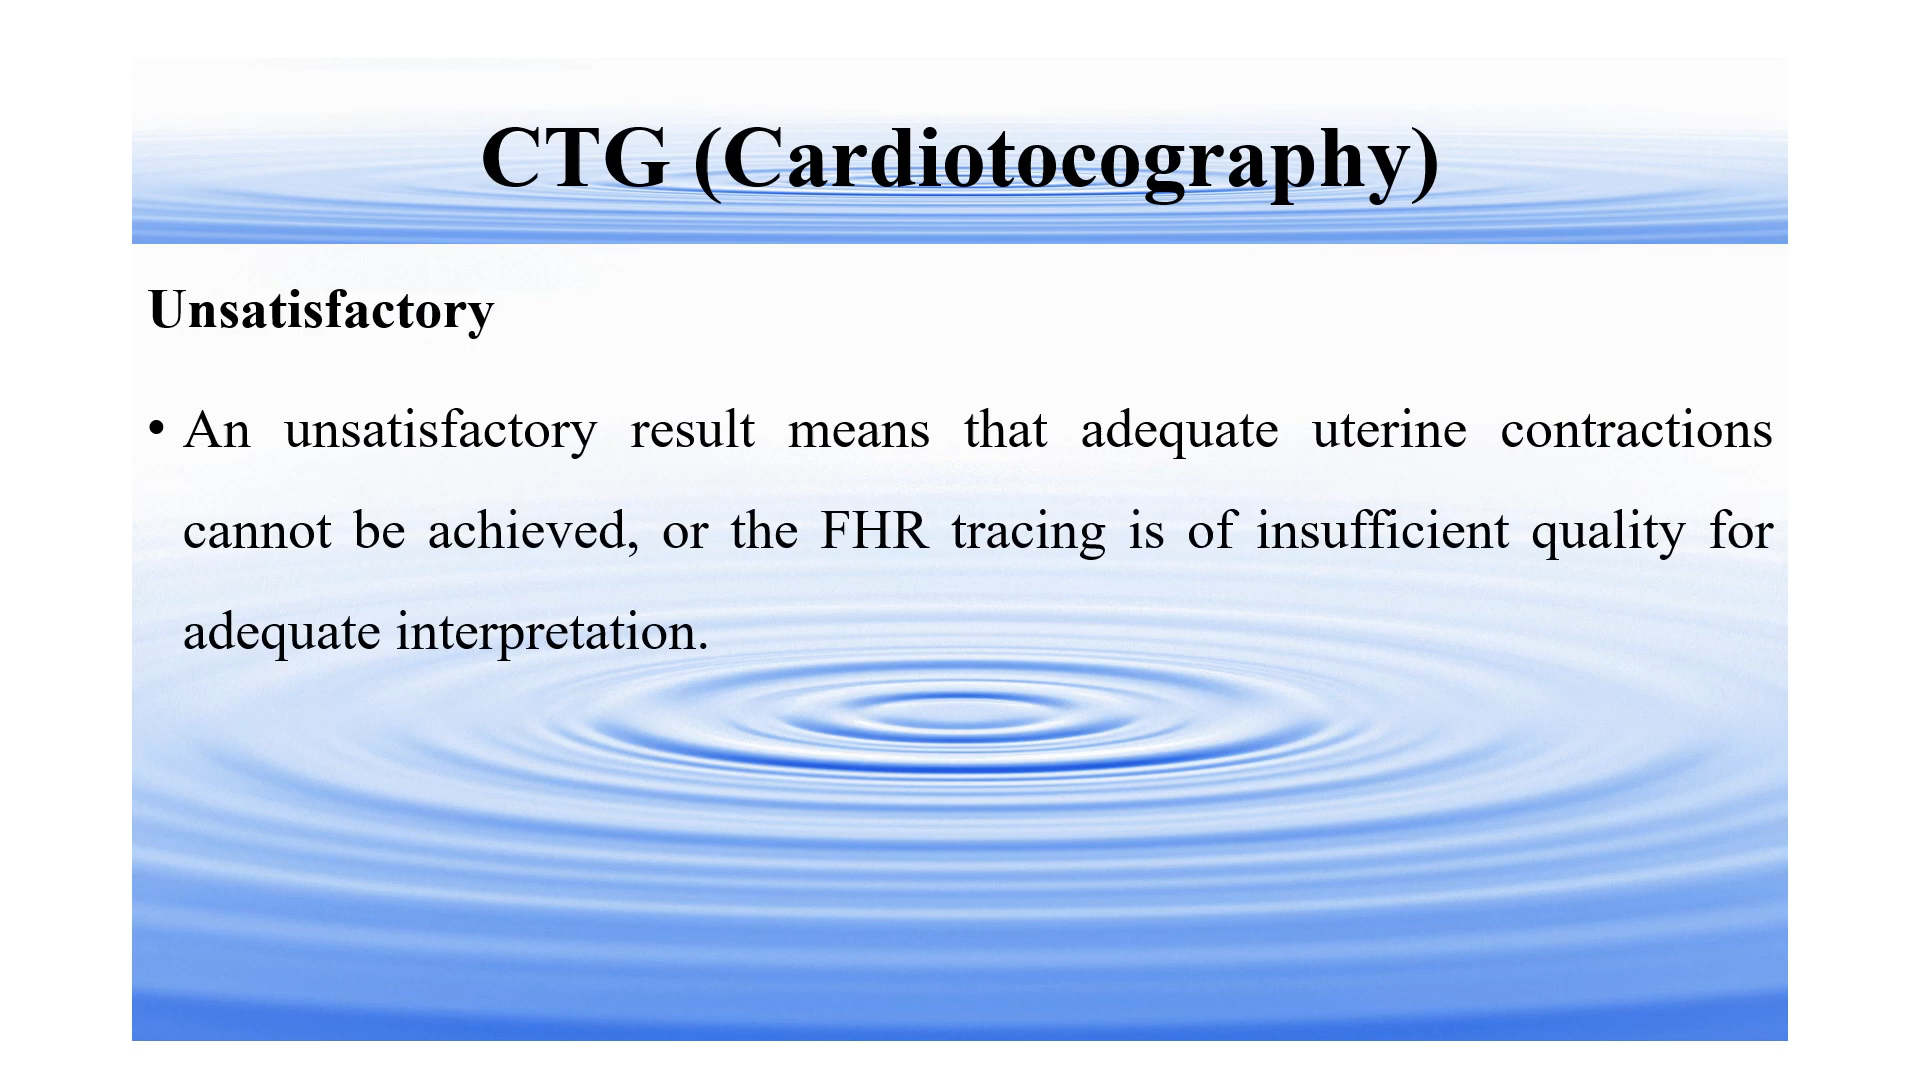 CTG (Cardiotocography)
Unsatisfactory
• An unsatisfactory result means that adequate uterine contractions
cannot be achieved, or the FHR tracing is of insufficient quality for
adequate interpretation.